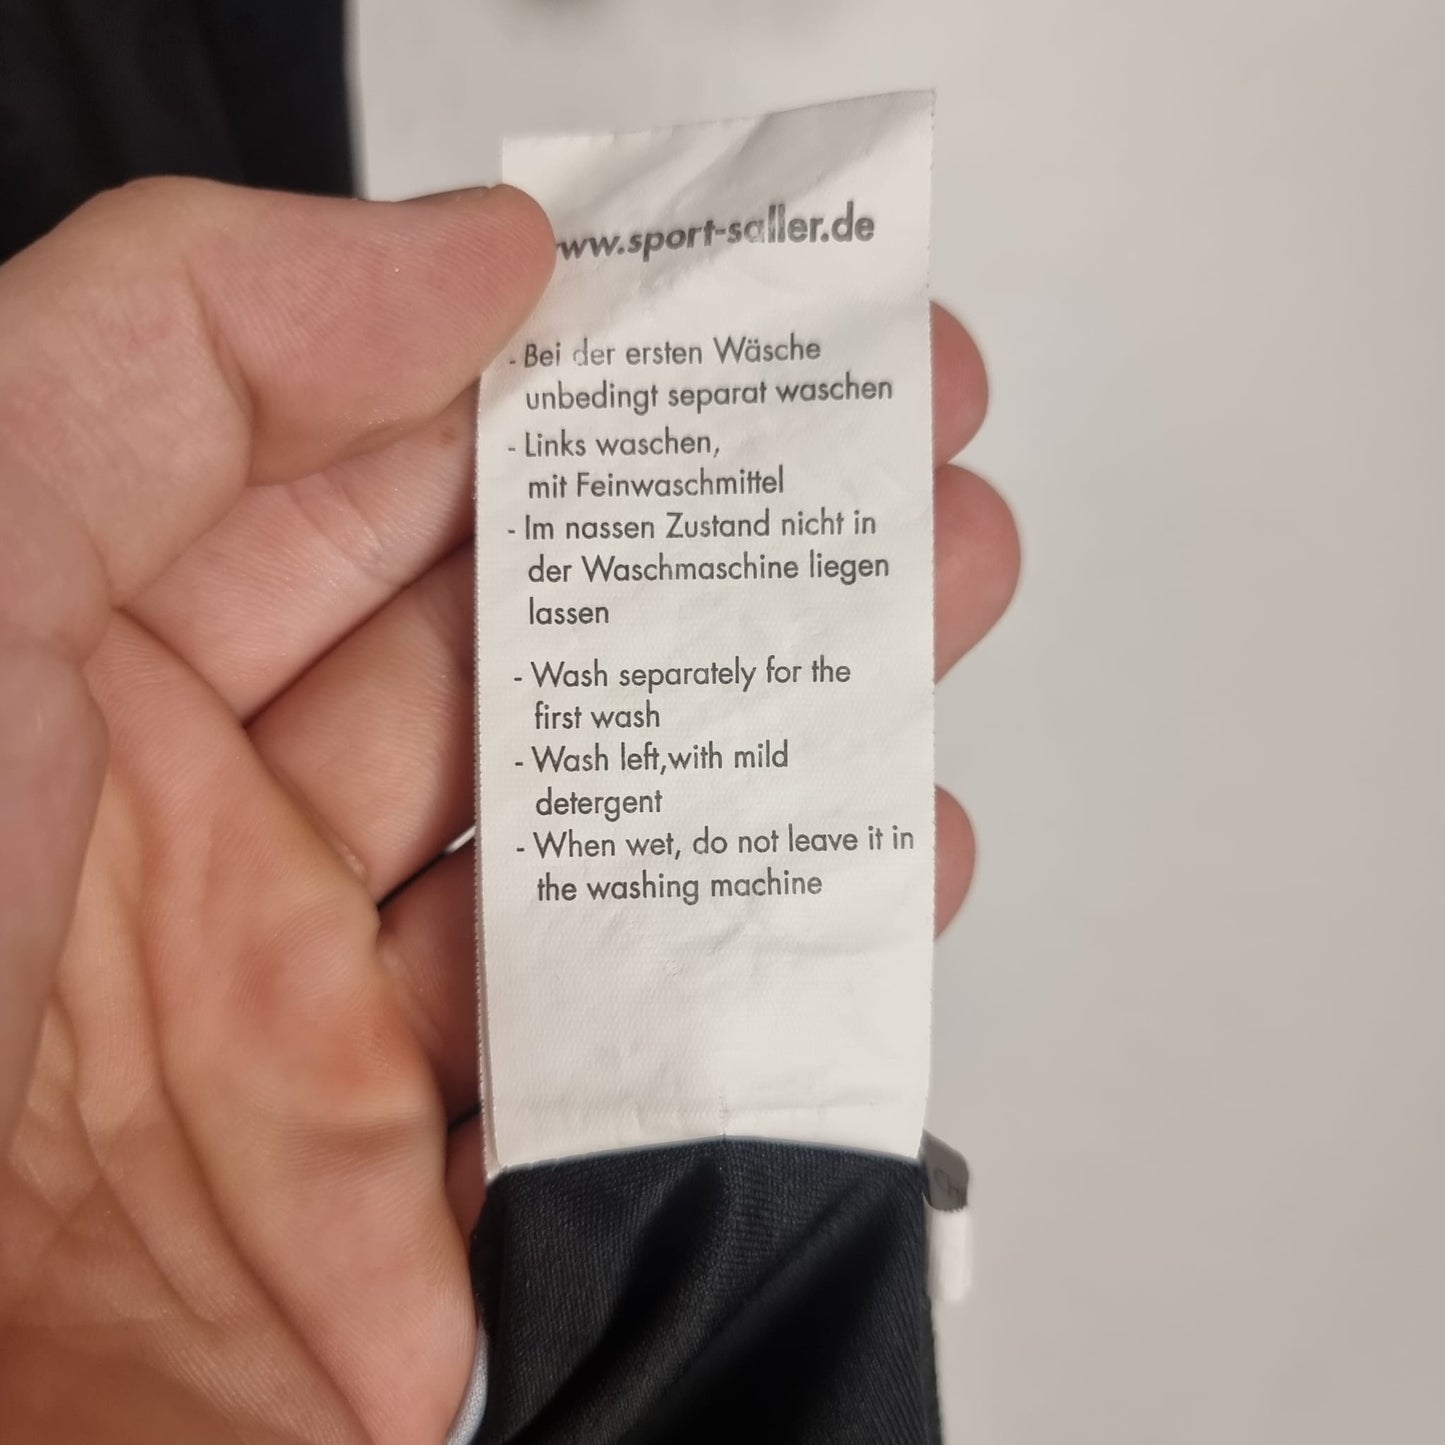 ww.sport-saller.de
- Bei der ersten Wäsche
unbedingt separat waschen
- Links waschen,
mit Feinwaschmittel
- Im nassen Zustand nicht in
der Waschmaschine liegen
lassen
- Wash separately for the
first wash
- Wash left,with mild
detergent
- When wet, do not leave it in
the washing machine